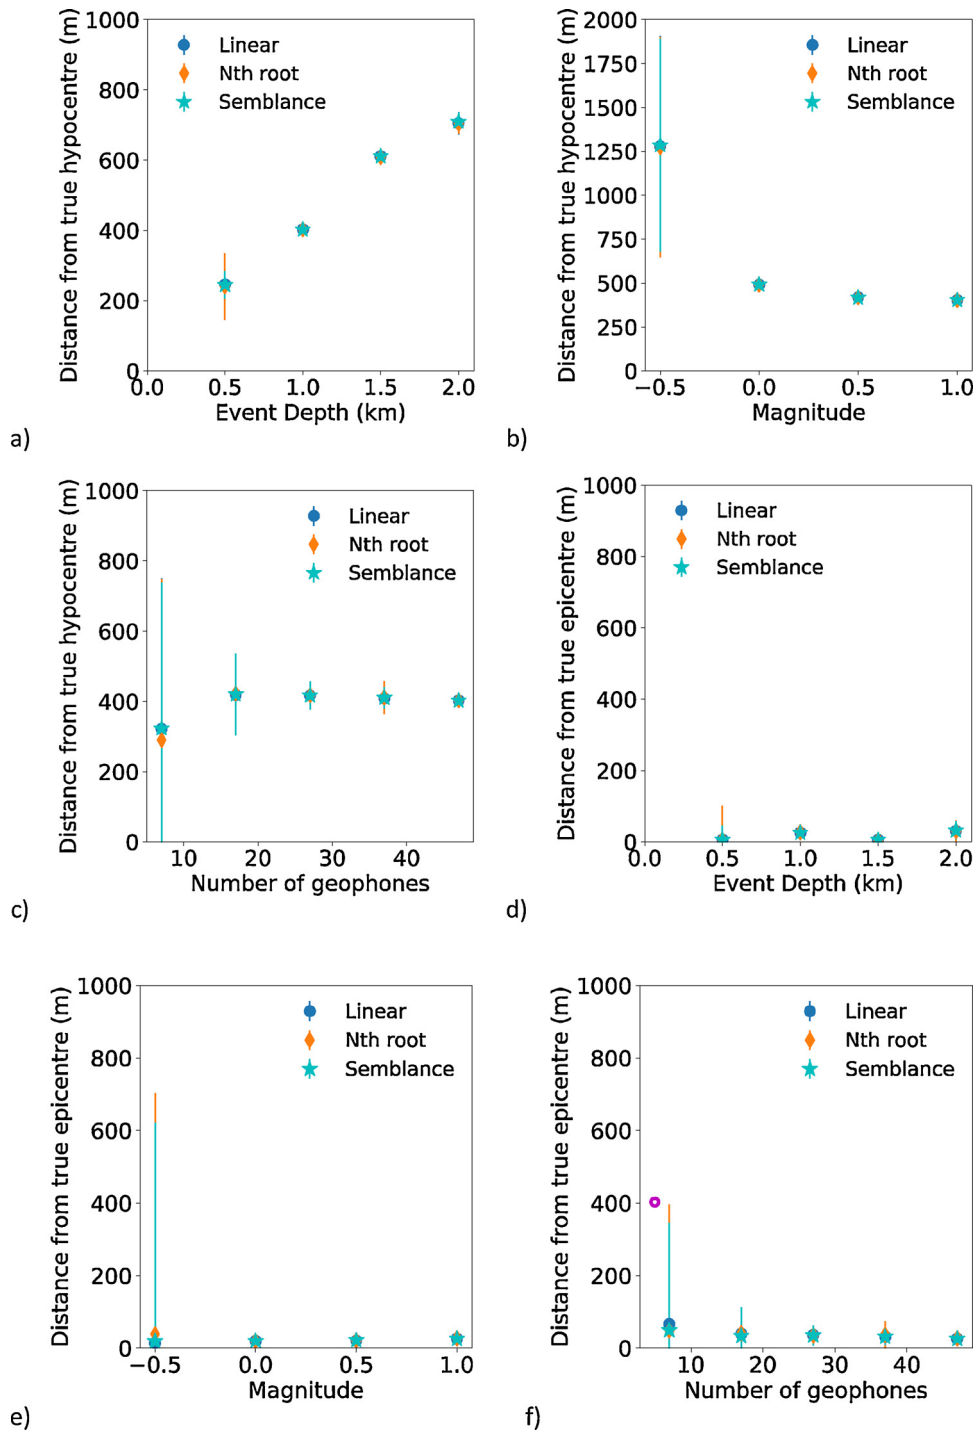 Distance from true hypocentre (m)
1000
800
600
400
200
0
Linear
Nth root
Semblance
0.0 0.5 1.0 1.5 2.0
Event Depth (km)
a)
Distance from true hypocentre (m)
2000
1750
1500
1250
1000
750
500
250
0
Linear
Nth root
Semblance
−0.5 0.0 0.5 1.0
Magnitude
b)
Distance from true hypocentre (m)
1000
800
600
400
200
0
Linear
Nth root
Semblance
10 20 30 40
Number of geophones
c)
Distance from true epicentre (m)
1000
800
600
400
200
0
Linear
Nth root
Semblance
0.0 0.5 1.0 1.5 2.0
Event Depth (km)
d)
Distance from true epicentre (m)
1000
800
600
400
200
0
Linear
Nth root
Semblance
−0.5 0.0 0.5 1.0
Magnitude
e)
Distance from true epicentre (m)
1000
800
600
400
200
0
Linear
Nth root
Semblance
10 20 30 40
Number of geophones
f)